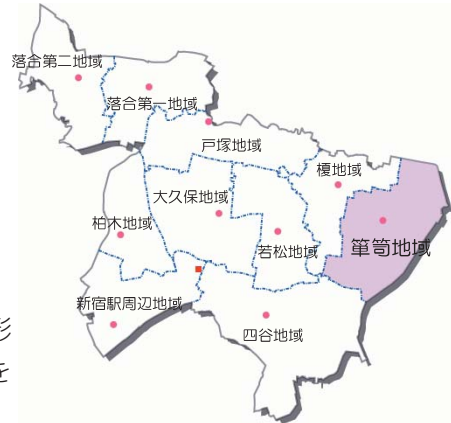 落合第二地域
落合第一地域
戸塚地域
榎地域
大久保地域
柏木地域
若松地域
箪笥地域
新宿駅周辺地域
四谷地域
形
を